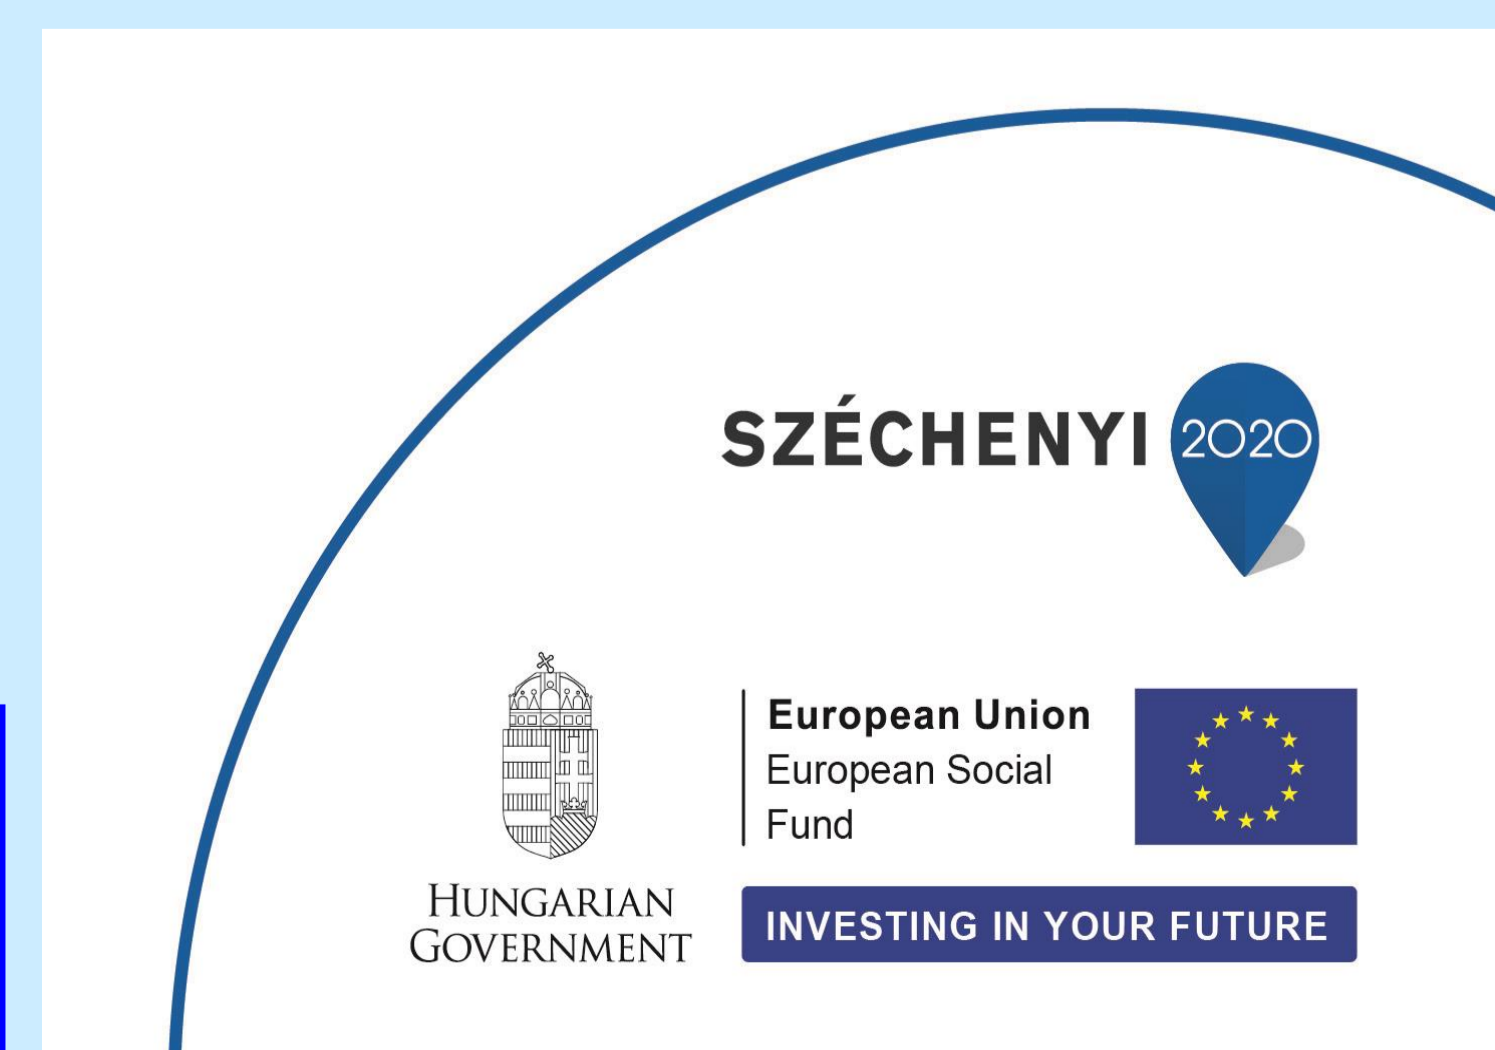 SZÉCHENYI 2020
European Union
European Social
Fund
HUNGARIAN
GOVERNMENT
INVESTING IN YOUR FUTURE